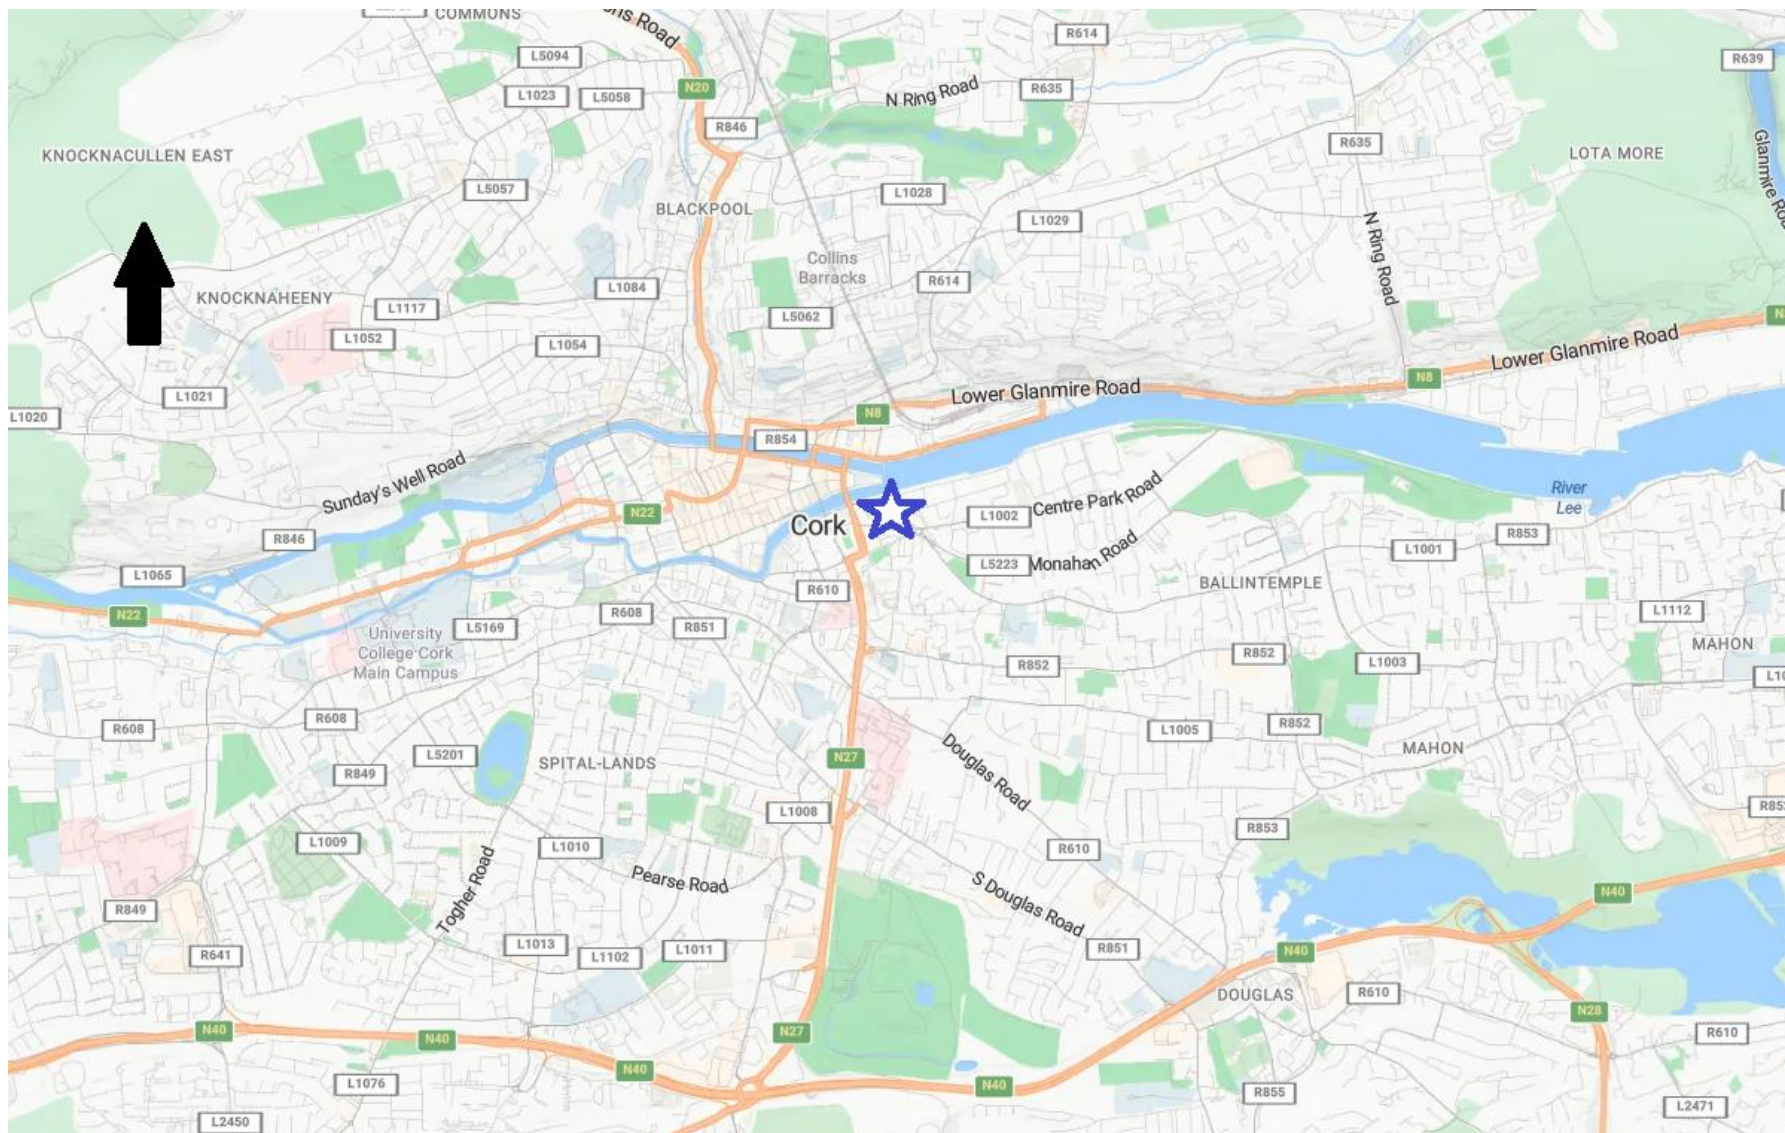 COMMONS
ons Road
R614
L5094
N20
R639
L1023
L5058
N Ring Road
R635
R846
R635
KNOCKNACULLEN EAST
LOTA MORE
L5057
L1028
BLACKPOOL
L1029
Glanmire Roa
N Ring Road
Collins
Barracks
L1084
R614
KNOCKNAHEENY
L1117
L5062
N
L1052
L1054
Lower Glanmire Road
N8
L1021
Lower Glanmire Road
L1020
N8
R854
Sunday's Well Road
River
Lee
Centre Park Road
N22
L1002
Cork
R846
R853
L1001
Monahan Road
L5223
L1065
BALLINTEMPLE
R610
N22
R608
L1112
University
College Cork
Main Campus
L5169
R851
MAHON
R852
R852
L1003
L10
R608
R608
R852
L1005
L5201
SPITAL-LANDS
N27
Douglas Road
MAHON
R849
L1008
R852
R853
L1009
L1010
R610
Togher Road
Pearse Road
N40
S Douglas Road
R849
L1013
L1011
R851
R641
L1102
N40
DOUGLAS
R610
N28
N40
N40
N27
R610
N40
L1076
N40
R855
L2471
L2450